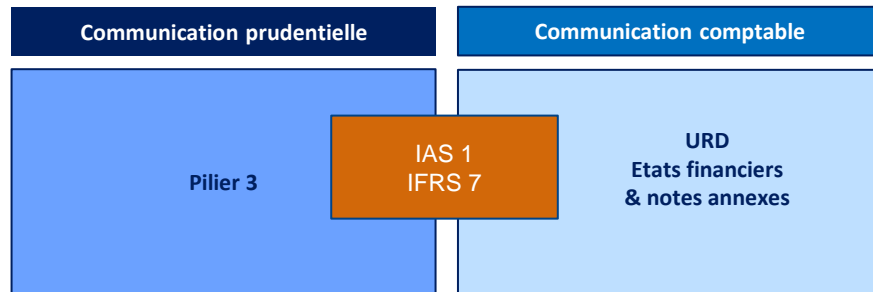 Communication prudentielle
Communication comptable
Pilier 3
IAS 1
IFRS 7
URD
Etats financiers
& notes annexes